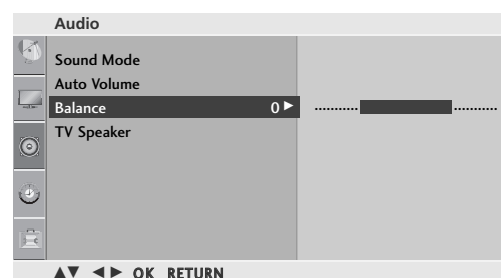 Audio
Sound Mode
Auto Volume
Balance 0 ►
TV Speaker
▲▼ ◄► OK RETURN